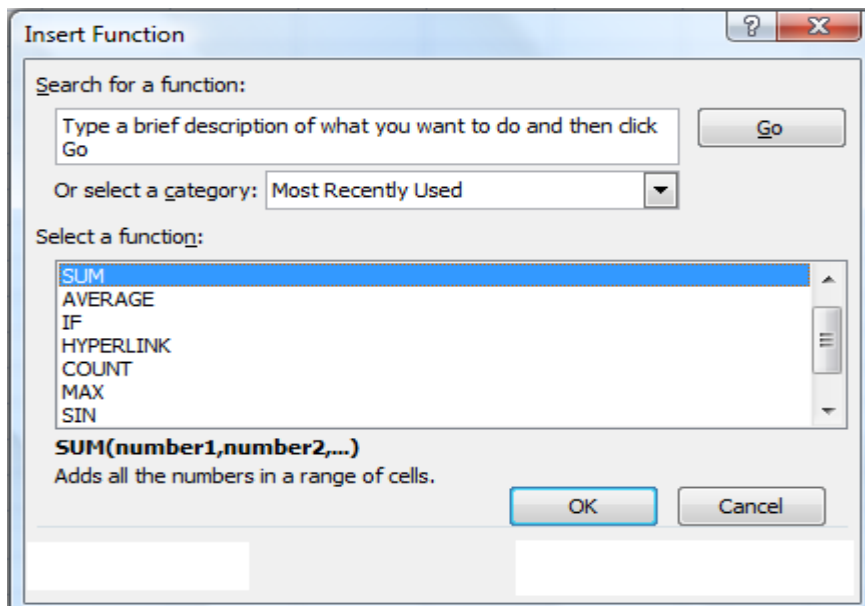 Insert Function
Search for a function:
Type a brief description of what you want to do and then click
Go
Go
Or select a category: Most Recently Used
Select a function:
SUM
AVERAGE
IF
HYPERLINK
COUNT
MAX
SIN
SUM(number1,number2,...)
Adds all the numbers in a range of cells.
OK Cancel